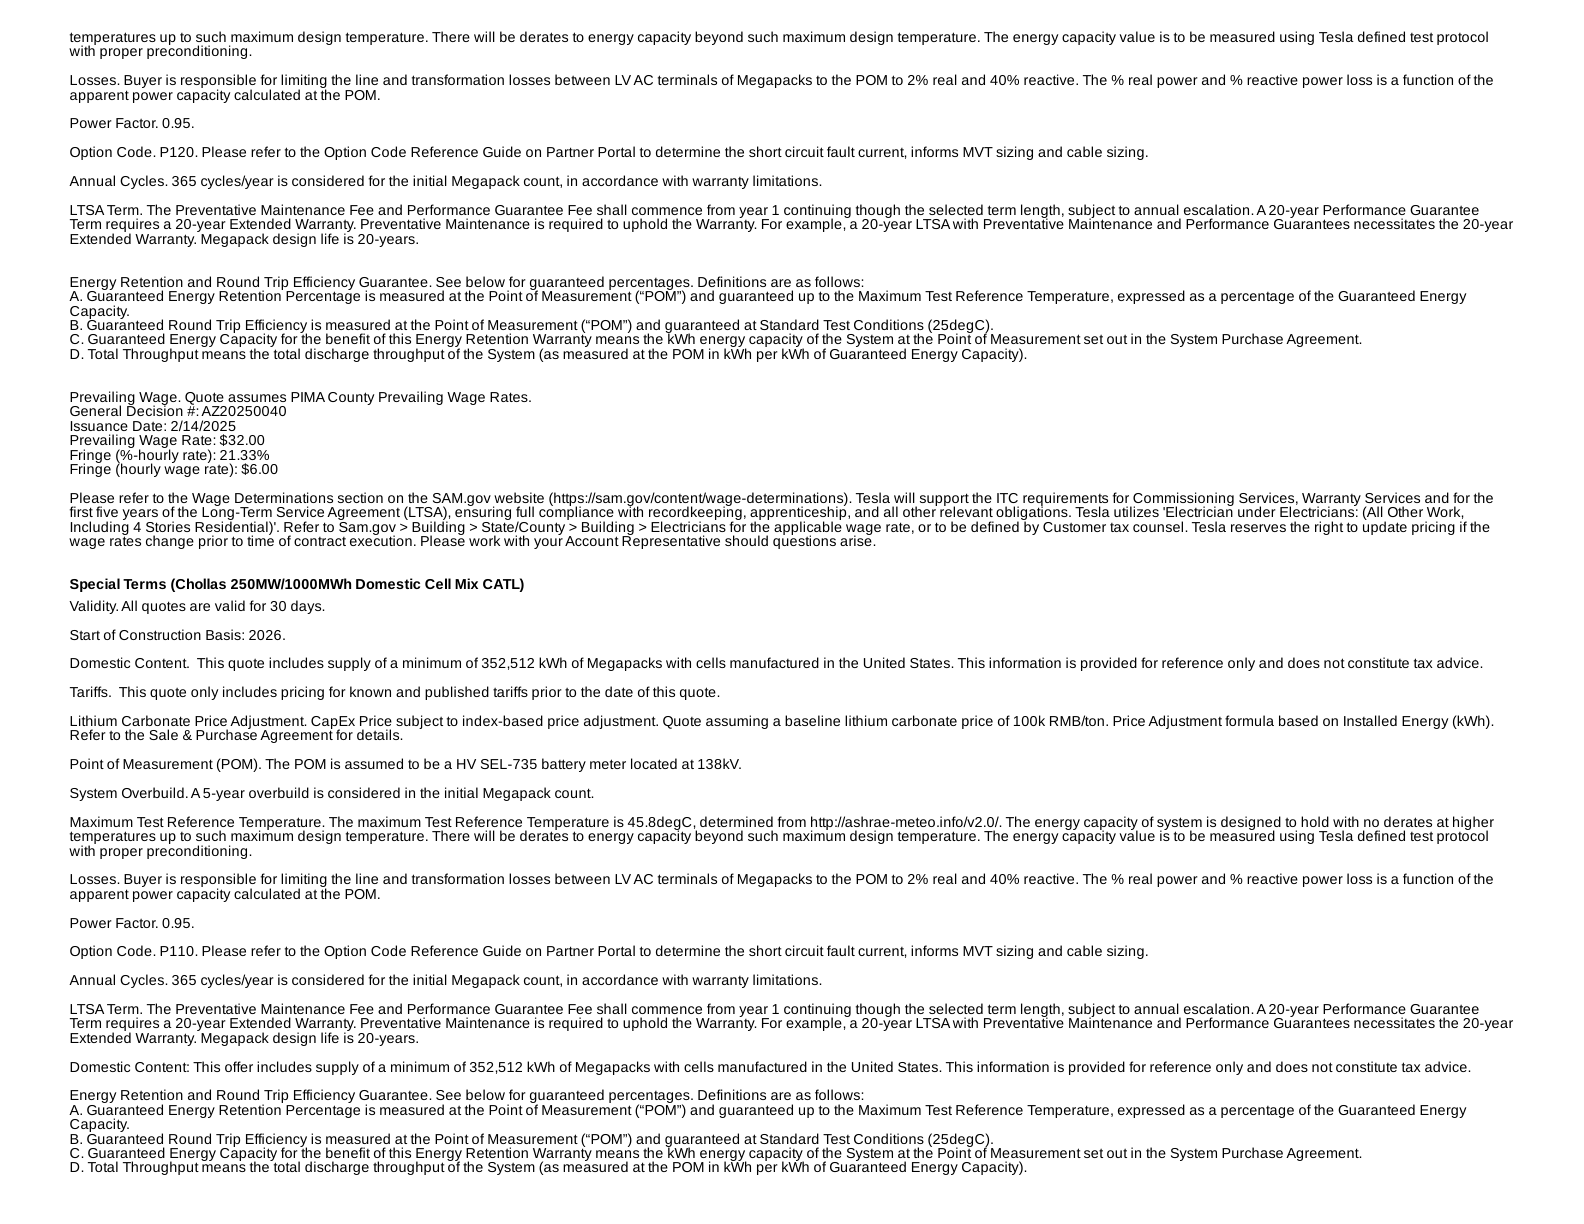 temperatures up to such maximum design temperature. There will be derates to energy capacity beyond such maximum design temperature. The energy capacity value is to be measured using Tesla defined test protocol
with proper preconditioning.
Losses. Buyer is responsible for limiting the line and transformation losses between LV AC terminals of Megapacks to the POM to 2% real and 40% reactive. The % real power and % reactive power loss is a function of the
apparent power capacity calculated at the POM.
Power Factor. 0.95.
Option Code. P120. Please refer to the Option Code Reference Guide on Partner Portal to determine the short circuit fault current, informs MVT sizing and cable sizing.
Annual Cycles. 365 cycles/year is considered for the initial Megapack count, in accordance with warranty limitations.
LTSA Term. The Preventative Maintenance Fee and Performance Guarantee Fee shall commence from year 1 continuing though the selected term length, subject to annual escalation. A 20-year Performance Guarantee
Term requires a 20-year Extended Warranty. Preventative Maintenance is required to uphold the Warranty. For example, a 20-year LTSA with Preventative Maintenance and Performance Guarantees necessitates the 20-year
Extended Warranty. Megapack design life is 20-years.
Energy Retention and Round Trip Efficiency Guarantee. See below for guaranteed percentages. Definitions are as follows:
A. Guaranteed Energy Retention Percentage is measured at the Point of Measurement (“POM”) and guaranteed up to the Maximum Test Reference Temperature, expressed as a percentage of the Guaranteed Energy
Capacity.
B. Guaranteed Round Trip Efficiency is measured at the Point of Measurement (“POM”) and guaranteed at Standard Test Conditions (25degC).
C. Guaranteed Energy Capacity for the benefit of this Energy Retention Warranty means the kWh energy capacity of the System at the Point of Measurement set out in the System Purchase Agreement.
D. Total Throughput means the total discharge throughput of the System (as measured at the POM in kWh per kWh of Guaranteed Energy Capacity).
Prevailing Wage. Quote assumes PIMA County Prevailing Wage Rates.
General Decision #: AZ20250040
Issuance Date: 2/14/2025
Prevailing Wage Rate: $32.00
Fringe (%-hourly rate): 21.33%
Fringe (hourly wage rate): $6.00
Please refer to the Wage Determinations section on the SAM.gov website (https://sam.gov/content/wage-determinations). Tesla will support the ITC requirements for Commissioning Services, Warranty Services and for the
first five years of the Long-Term Service Agreement (LTSA), ensuring full compliance with recordkeeping, apprenticeship, and all other relevant obligations. Tesla utilizes 'Electrician under Electricians: (All Other Work,
Including 4 Stories Residential)'. Refer to Sam.gov > Building > State/County > Building > Electricians for the applicable wage rate, or to be defined by Customer tax counsel. Tesla reserves the right to update pricing if the
wage rates change prior to time of contract execution. Please work with your Account Representative should questions arise.
Special Terms (Chollas 250MW/1000MWh Domestic Cell Mix CATL)
Validity. All quotes are valid for 30 days.
Start of Construction Basis: 2026.
Domestic Content.  This quote includes supply of a minimum of 352,512 kWh of Megapacks with cells manufactured in the United States. This information is provided for reference only and does not constitute tax advice.
Tariffs.  This quote only includes pricing for known and published tariffs prior to the date of this quote.
Lithium Carbonate Price Adjustment. CapEx Price subject to index-based price adjustment. Quote assuming a baseline lithium carbonate price of 100k RMB/ton. Price Adjustment formula based on Installed Energy (kWh).
Refer to the Sale & Purchase Agreement for details.
Point of Measurement (POM). The POM is assumed to be a HV SEL-735 battery meter located at 138kV.
System Overbuild. A 5-year overbuild is considered in the initial Megapack count.
Maximum Test Reference Temperature. The maximum Test Reference Temperature is 45.8degC, determined from http://ashrae-meteo.info/v2.0/. The energy capacity of system is designed to hold with no derates at higher
temperatures up to such maximum design temperature. There will be derates to energy capacity beyond such maximum design temperature. The energy capacity value is to be measured using Tesla defined test protocol
with proper preconditioning.
Losses. Buyer is responsible for limiting the line and transformation losses between LV AC terminals of Megapacks to the POM to 2% real and 40% reactive. The % real power and % reactive power loss is a function of the
apparent power capacity calculated at the POM.
Power Factor. 0.95.
Option Code. P110. Please refer to the Option Code Reference Guide on Partner Portal to determine the short circuit fault current, informs MVT sizing and cable sizing.
Annual Cycles. 365 cycles/year is considered for the initial Megapack count, in accordance with warranty limitations.
LTSA Term. The Preventative Maintenance Fee and Performance Guarantee Fee shall commence from year 1 continuing though the selected term length, subject to annual escalation. A 20-year Performance Guarantee
Term requires a 20-year Extended Warranty. Preventative Maintenance is required to uphold the Warranty. For example, a 20-year LTSA with Preventative Maintenance and Performance Guarantees necessitates the 20-year
Extended Warranty. Megapack design life is 20-years.
Domestic Content: This offer includes supply of a minimum of 352,512 kWh of Megapacks with cells manufactured in the United States. This information is provided for reference only and does not constitute tax advice.
Energy Retention and Round Trip Efficiency Guarantee. See below for guaranteed percentages. Definitions are as follows:
A. Guaranteed Energy Retention Percentage is measured at the Point of Measurement (“POM”) and guaranteed up to the Maximum Test Reference Temperature, expressed as a percentage of the Guaranteed Energy
Capacity.
B. Guaranteed Round Trip Efficiency is measured at the Point of Measurement (“POM”) and guaranteed at Standard Test Conditions (25degC).
C. Guaranteed Energy Capacity for the benefit of this Energy Retention Warranty means the kWh energy capacity of the System at the Point of Measurement set out in the System Purchase Agreement.
D. Total Throughput means the total discharge throughput of the System (as measured at the POM in kWh per kWh of Guaranteed Energy Capacity).